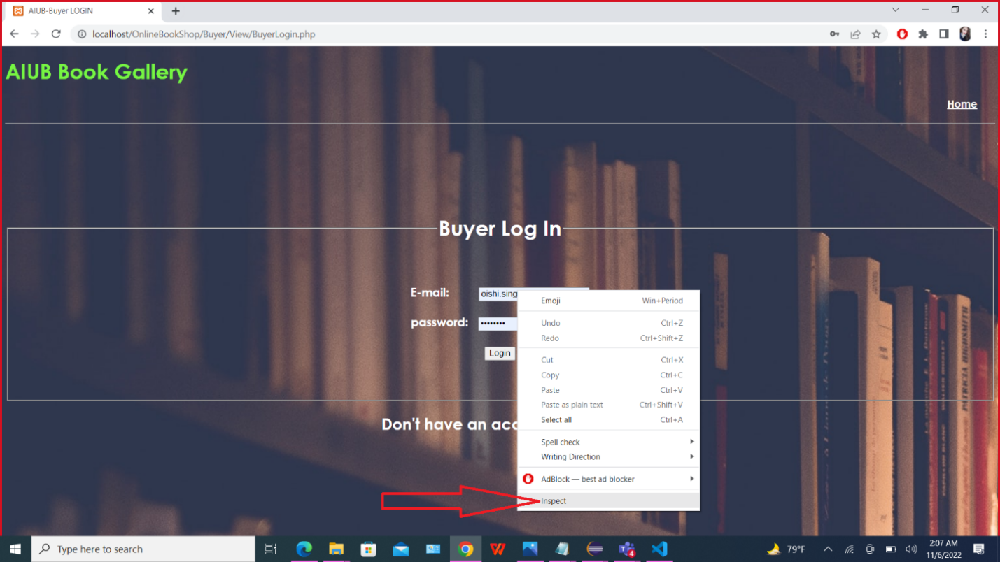 AIUB-Buyer LOGIN
localhost/OnlineBookShop/Buyer/View/BuyerLogin.php
AIUB Book Gallery
Home
Buyer Log In
E-mail: oishi.sing
password: ••••••••
Login
Don't have an acc
Emoji Win+Period
Undo Ctrl+Z
Redo Ctrl+Shift+Z
Cut Ctrl+X
Copy Ctrl+C
Paste Ctrl+V
Paste as plain text Ctrl+Shift+V
Select all Ctrl+A
Spell check
Writing Direction
AdBlock — best ad blocker
Inspect
PATRICIA HIGHSMITH
Type here to search
4
79°F
2:07 AM
11/6/2022